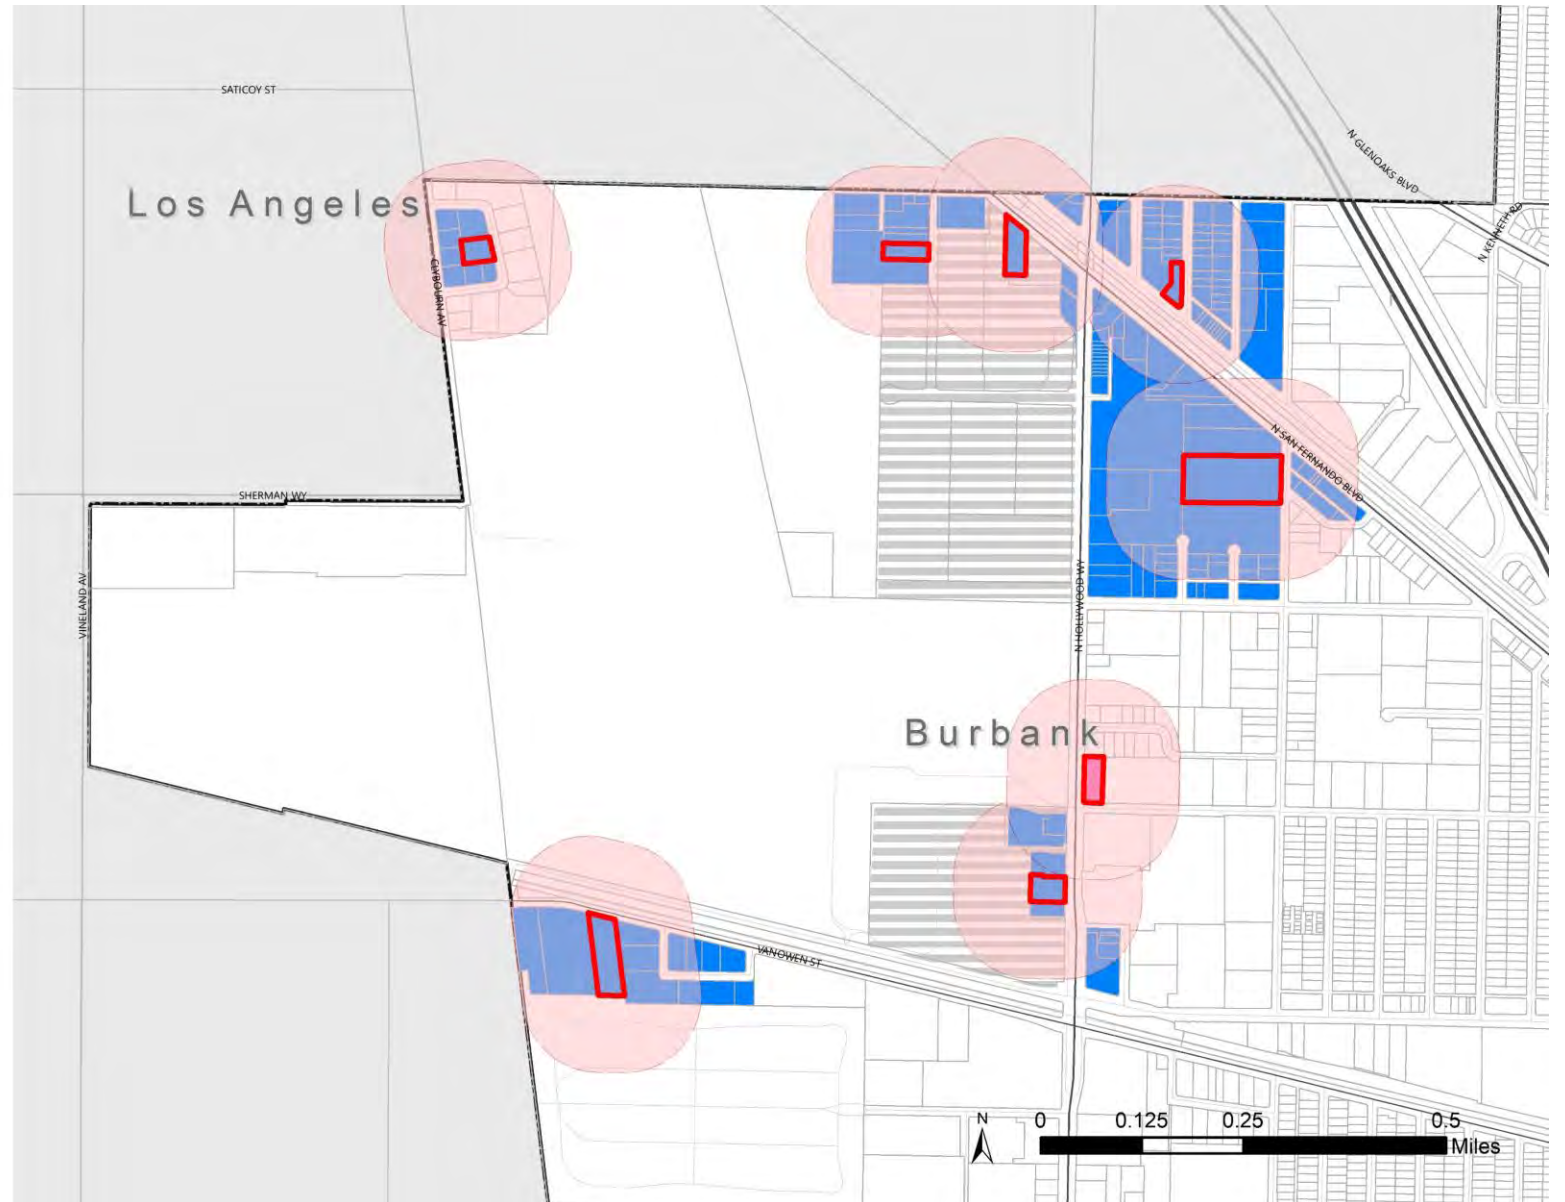 SATICOY ST
N GLENOAKS BLVD
Los Angeles
N KENNETH RD
CLYBOURN AV
N SAN FERNANDO BLVD
SHERMAN WY
VINELAND AV
N HOLLYWOOD WY
Burbank
VANOWEN ST
N
0 0.125 0.25 0.5
Miles